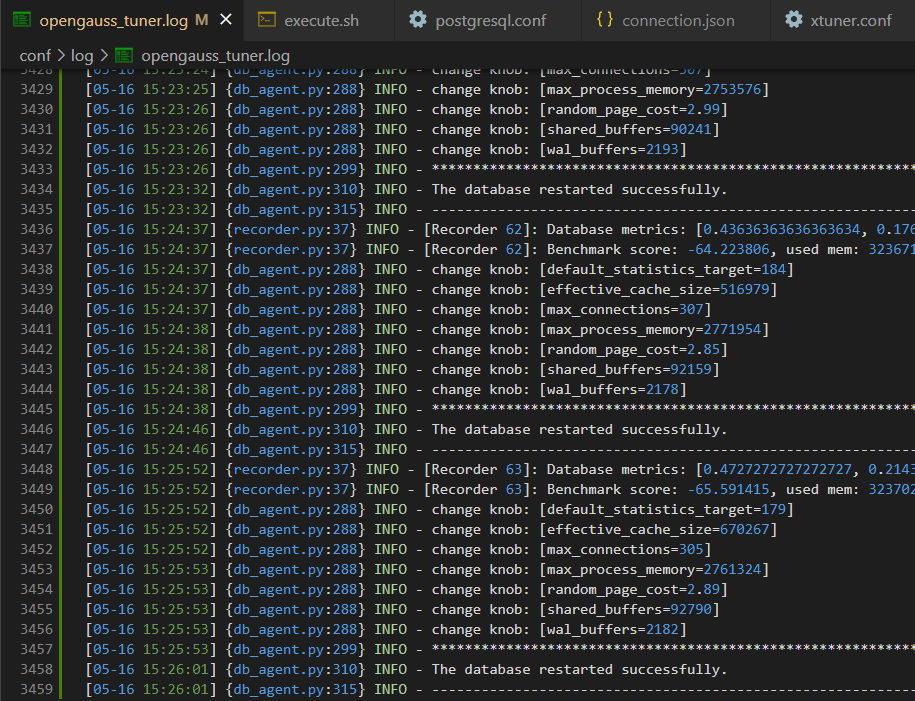 opengauss_tuner.log M × execute.sh postgresql.conf {} connection.json xtuner.conf
conf > log > opengauss_tuner.log
3428 [05-16 15:23:24] {db_agent.py:288} INFO - change knob: [max_connections=307]
3429 [05-16 15:23:25] {db_agent.py:288} INFO - change knob: [max_process_memory=2753576]
3430 [05-16 15:23:26] {db_agent.py:288} INFO - change knob: [random_page_cost=2.99]
3431 [05-16 15:23:26] {db_agent.py:288} INFO - change knob: [shared_buffers=90241]
3432 [05-16 15:23:26] {db_agent.py:288} INFO - change knob: [wal_buffers=2193]
3433 [05-16 15:23:26] {db_agent.py:299} INFO - ***********************************************************
3434 [05-16 15:23:32] {db_agent.py:310} INFO - The database restarted successfully.
3435 [05-16 15:23:32] {db_agent.py:315} INFO - -----------------------------------------------------------
3436 [05-16 15:24:37] {recorder.py:37} INFO - [Recorder 62]: Database metrics: [0.43636363636363634, 0.176
3437 [05-16 15:24:37] {recorder.py:37} INFO - [Recorder 62]: Benchmark score: -64.223806, used mem: 323671
3438 [05-16 15:24:37] {db_agent.py:288} INFO - change knob: [default_statistics_target=184]
3439 [05-16 15:24:37] {db_agent.py:288} INFO - change knob: [effective_cache_size=516979]
3440 [05-16 15:24:37] {db_agent.py:288} INFO - change knob: [max_connections=307]
3441 [05-16 15:24:38] {db_agent.py:288} INFO - change knob: [max_process_memory=2771954]
3442 [05-16 15:24:38] {db_agent.py:288} INFO - change knob: [random_page_cost=2.85]
3443 [05-16 15:24:38] {db_agent.py:288} INFO - change knob: [shared_buffers=92159]
3444 [05-16 15:24:38] {db_agent.py:288} INFO - change knob: [wal_buffers=2178]
3445 [05-16 15:24:38] {db_agent.py:299} INFO - ***********************************************************
3446 [05-16 15:24:46] {db_agent.py:310} INFO - The database restarted successfully.
3447 [05-16 15:24:46] {db_agent.py:315} INFO - -----------------------------------------------------------
3448 [05-16 15:25:52] {recorder.py:37} INFO - [Recorder 63]: Database metrics: [0.4727272727272727, 0.2143
3449 [05-16 15:25:52] {recorder.py:37} INFO - [Recorder 63]: Benchmark score: -65.591415, used mem: 323702
3450 [05-16 15:25:52] {db_agent.py:288} INFO - change knob: [default_statistics_target=179]
3451 [05-16 15:25:52] {db_agent.py:288} INFO - change knob: [effective_cache_size=670267]
3452 [05-16 15:25:52] {db_agent.py:288} INFO - change knob: [max_connections=305]
3453 [05-16 15:25:53] {db_agent.py:288} INFO - change knob: [max_process_memory=2761324]
3454 [05-16 15:25:53] {db_agent.py:288} INFO - change knob: [random_page_cost=2.89]
3455 [05-16 15:25:53] {db_agent.py:288} INFO - change knob: [shared_buffers=92790]
3456 [05-16 15:25:53] {db_agent.py:288} INFO - change knob: [wal_buffers=2182]
3457 [05-16 15:25:53] {db_agent.py:299} INFO - ***********************************************************
3458 [05-16 15:26:01] {db_agent.py:310} INFO - The database restarted successfully.
3459 [05-16 15:26:01] {db_agent.py:315} INFO - -----------------------------------------------------------